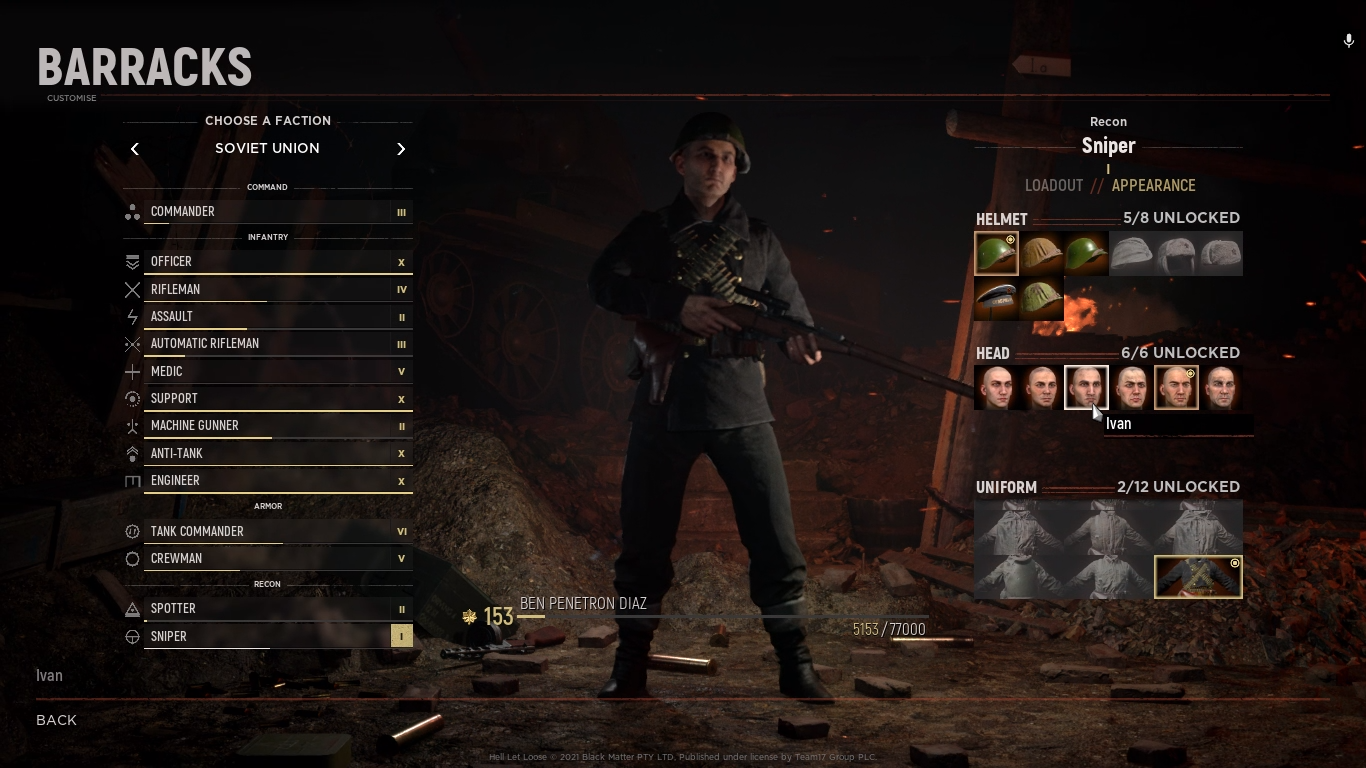 BARRACKS
CUSTOMISE
CHOOSE A FACTION
SOVIET UNION
COMMAND
COMMANDER III
INFANTRY
OFFICER X
RIFLEMAN IV
ASSAULT II
AUTOMATIC RIFLEMAN III
MEDIC V
SUPPORT X
MACHINE GUNNER II
ANTI-TANK X
ENGINEER X
ARMOR
TANK COMMANDER VI
CREWMAN V
RECON
SPOTTER II
SNIPER I
Ivan
BACK
153 BEN PENETRON DIAZ
5153/77000
Recon
Sniper
I
LOADOUT // APPEARANCE
HELMET 5/8 UNLOCKED
HEAD 6/6 UNLOCKED
Ivan
UNIFORM 2/12 UNLOCKED
Hell Let Loose © 2021 Black Matter PTY LTD, Published under license by Team17 Group PLC.